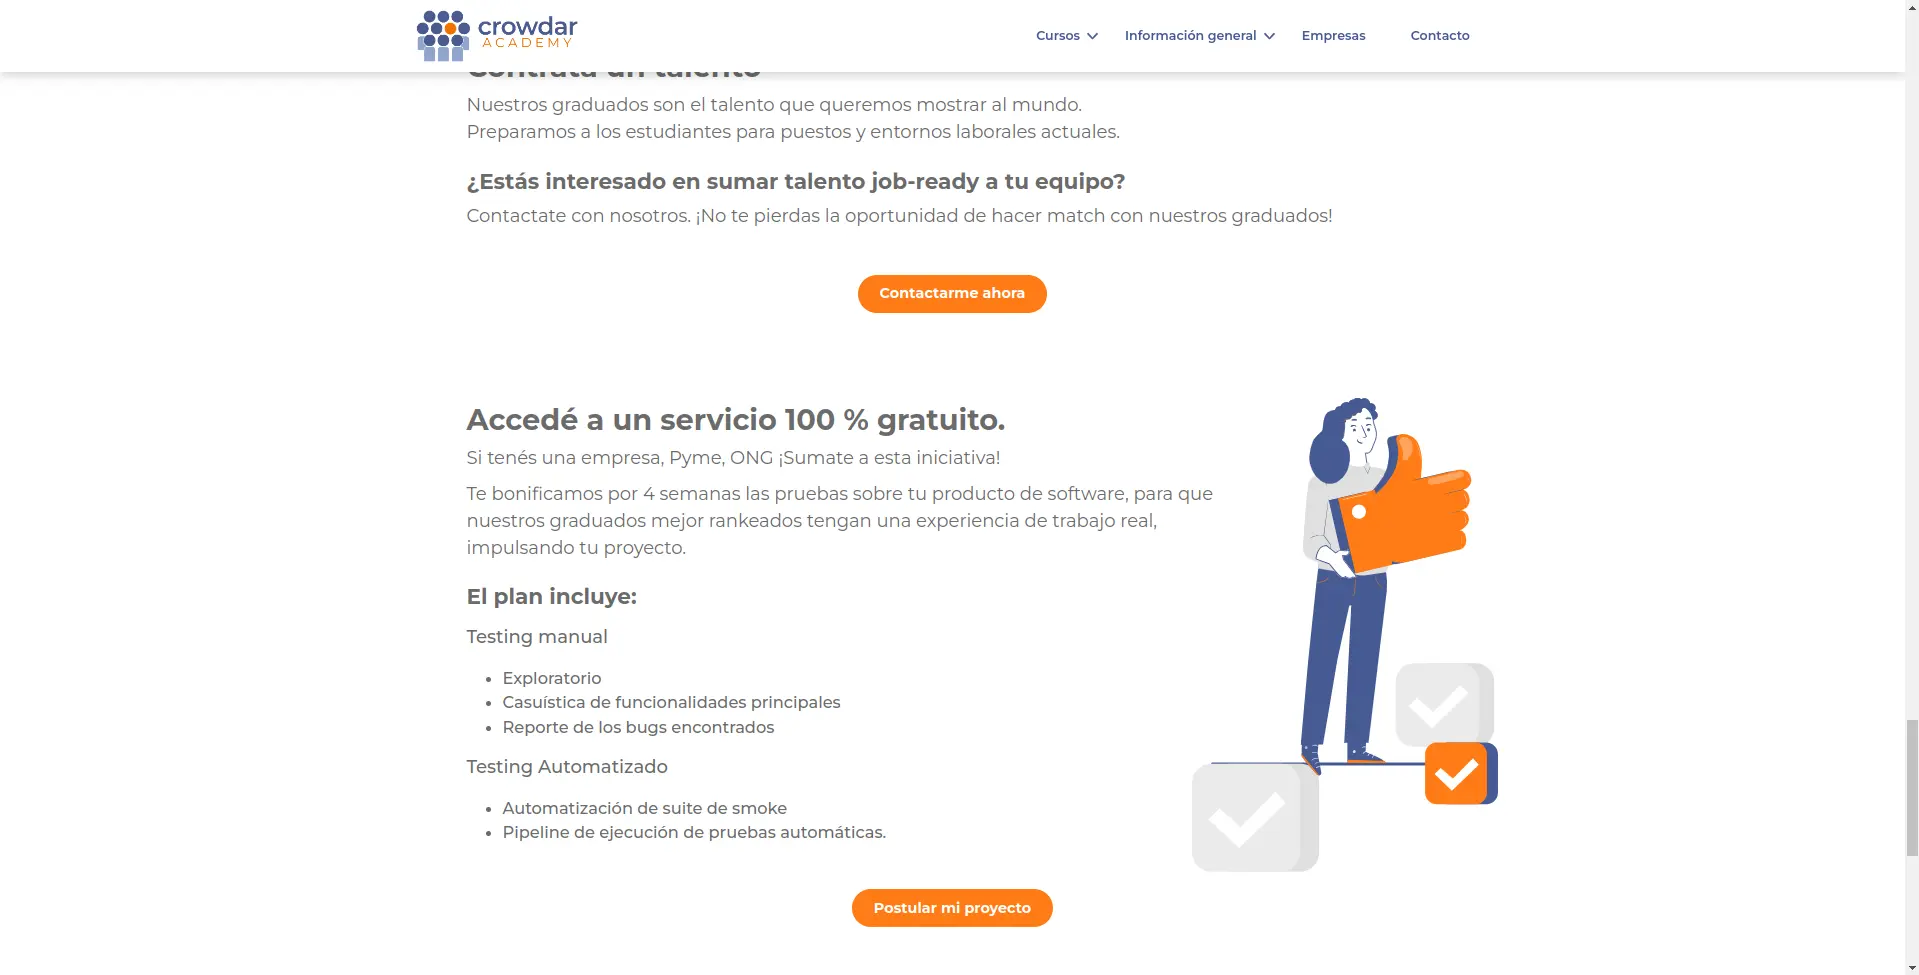 crowdar
ACADEMY
Cursos
Información general
Empresas
Contacto
Contrata un talento
Nuestros graduados son el talento que queremos mostrar al mundo.
Preparamos a los estudiantes para puestos y entornos laborales actuales.
¿Estás interesado en sumar talento job-ready a tu equipo?
Contactate con nosotros. ¡No te pierdas la oportunidad de hacer match con nuestros graduados!
Contactarme ahora
Accedé a un servicio 100 % gratuito.
Si tenés una empresa, Pyme, ONG ¡Sumate a esta iniciativa!
Te bonificamos por 4 semanas las pruebas sobre tu producto de software, para que
nuestros graduados mejor rankeados tengan una experiencia de trabajo real,
impulsando tu proyecto.
El plan incluye:
Testing manual
• Exploratorio
• Casuística de funcionalidades principales
• Reporte de los bugs encontrados
Testing Automatizado
• Automatización de suite de smoke
• Pipeline de ejecución de pruebas automáticas.
Postular mi proyecto